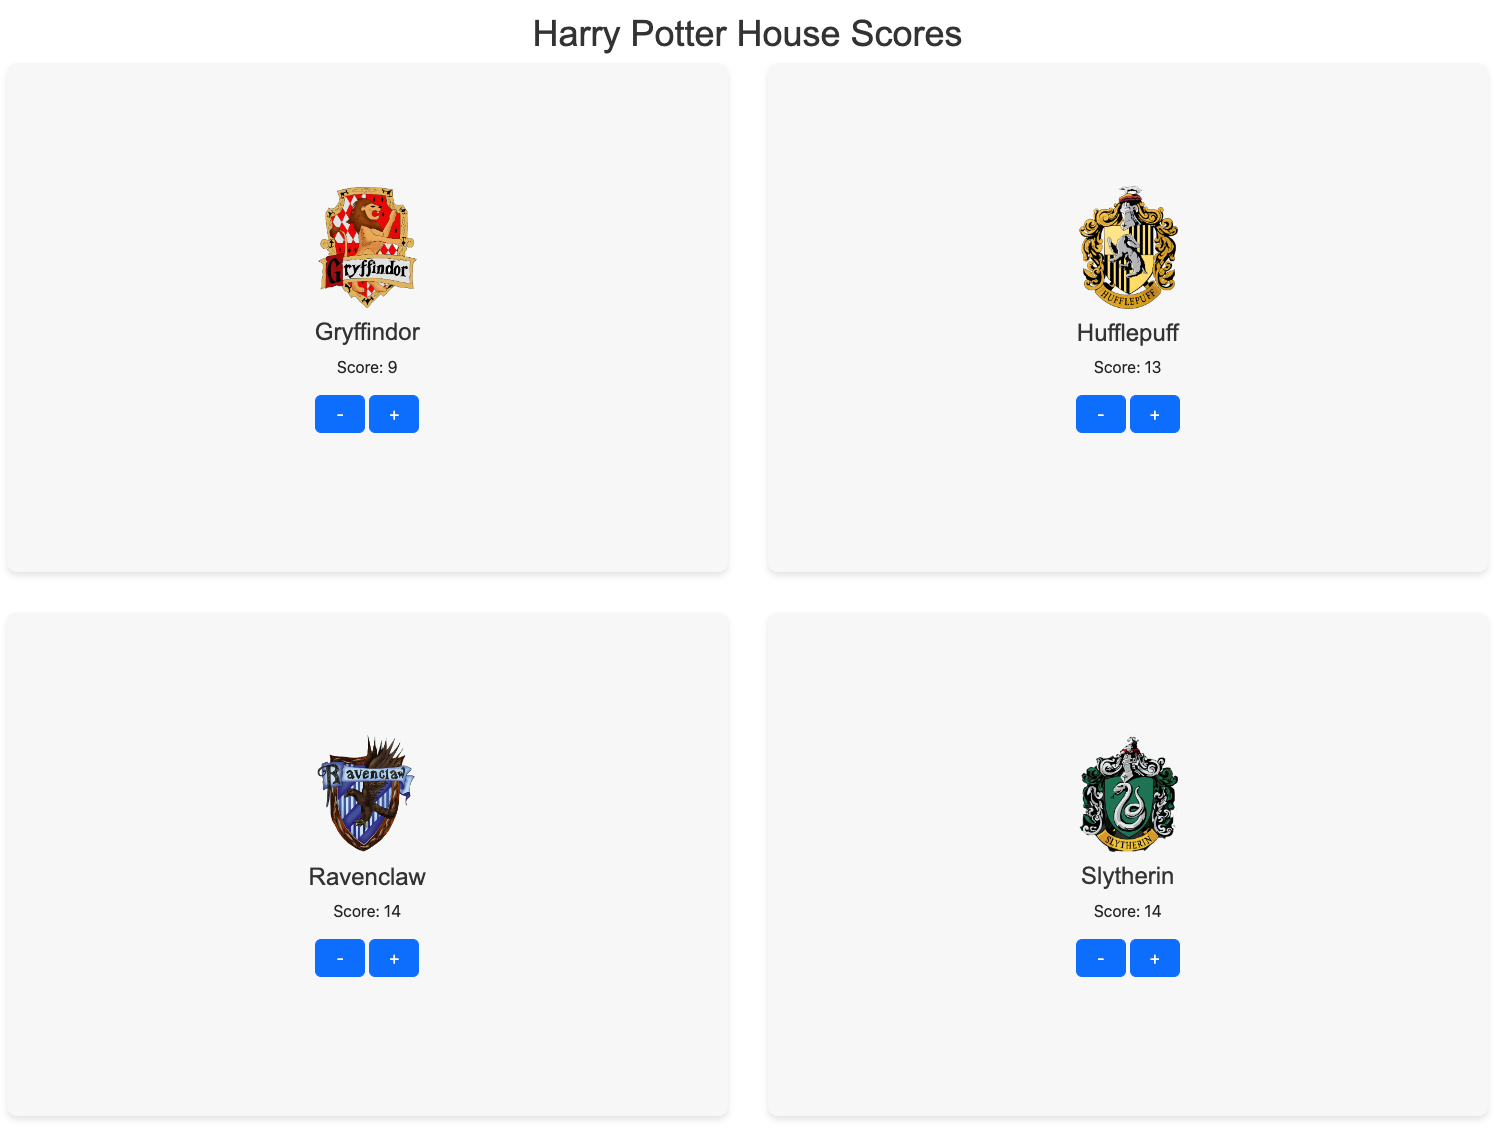 Harry Potter House Scores
Gryffindor
Gryffindor
Score: 9
- +
HUFFLEPUFF
Hufflepuff
Score: 13
- +
Ravenclaw
Ravenclaw
Score: 14
- +
SLYTHERIN
Slytherin
Score: 14
- +